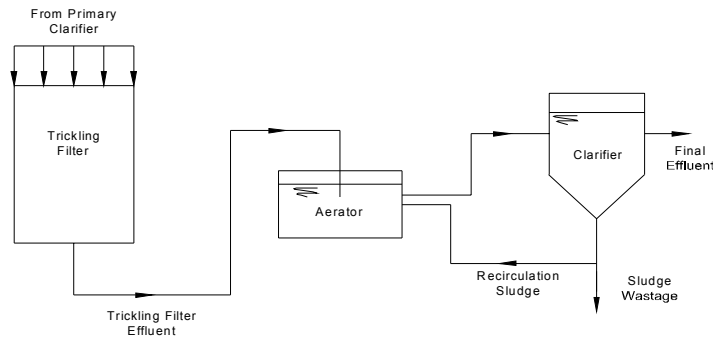 From Primary
Clarifier
Trickling
Filter
Aerator
Clarifier
Final
Effluent
Recirculation
Sludge
Sludge
Wastage
Trickling Filter
Effluent